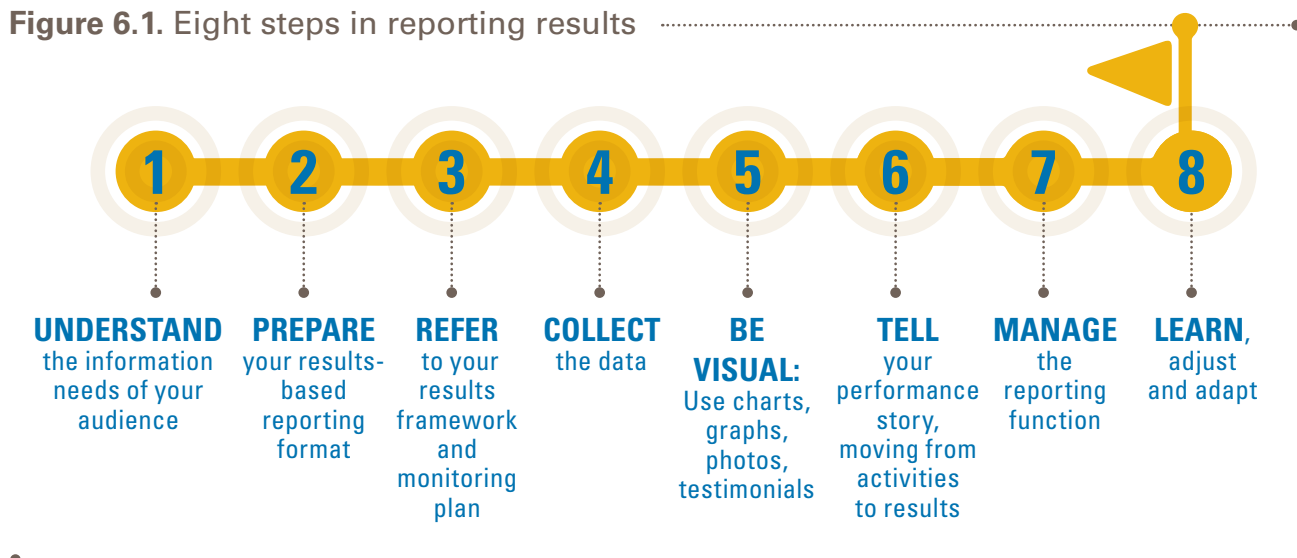 Figure 6.1. Eight steps in reporting results
1
2
3
4
5
6
7
8
UNDERSTAND
the information
needs of your
audience
PREPARE
your results-
based
reporting
format
REFER
to your
results
framework
and
monitoring
plan
COLLECT
the data
BE
VISUAL:
Use charts,
graphs,
photos,
testimonials
TELL
your
performance
story,
moving from
activities
to results
MANAGE
the
reporting
function
LEARN,
adjust
and adapt